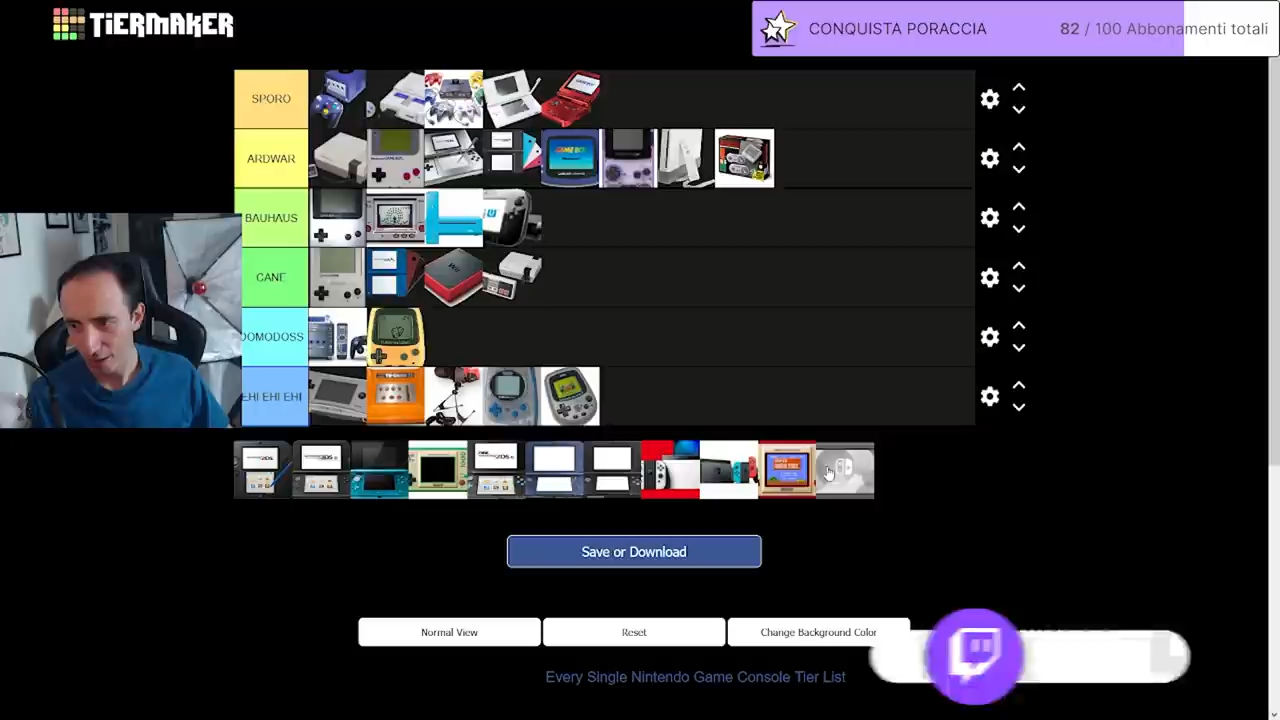 TiERMAKER
CONQUISTA PORACCIA
82 / 100 Abbonamenti totali
SPORO
ARDWAR
BAUHAUS
CANE
DOMODOSS
EHI EHI EHI
Save or Download
Normal View
Reset
Change Background Color
Every Single Nintendo Game Console Tier List